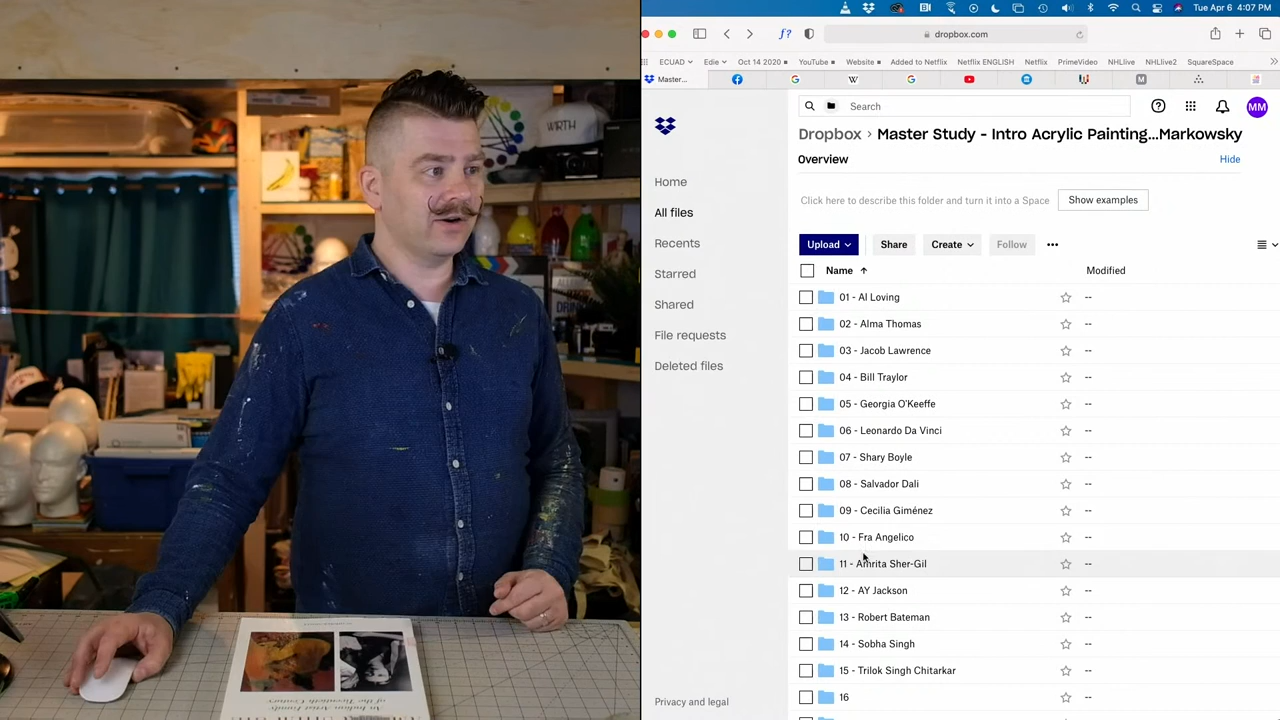 WIRTH
Tue Apr 6 4:07 PM
dropbox.com
ECUAD Edie Oct 14 2020 YouTube Website Added to Netflix Netflix ENGLISH Netflix PrimeVideo NHLive NHLive2 SquareSpace
Master...
Search
MM
Dropbox › Master Study - Intro Acrylic Painting...Markowsky
Overview
Hide
Click here to describe this folder and turn it into a Space
Show examples
Home
All files
Recents
Starred
Shared
File requests
Deleted files
Upload
Share
Create
Follow
Name
Modified
01 - Al Loving --
02 - Alma Thomas --
03 - Jacob Lawrence --
04 - Bill Traylor --
05 - Georgia O'Keeffe --
06 - Leonardo Da Vinci --
07 - Shary Boyle --
08 - Salvador Dali --
09 - Cecilia Giménez --
10 - Fra Angelico --
11 - Amrita Sher-Gil --
12 - AY Jackson --
13 - Robert Bateman --
14 - Sobha Singh --
15 - Trilok Singh Chitarkar --
16 --
Privacy and legal